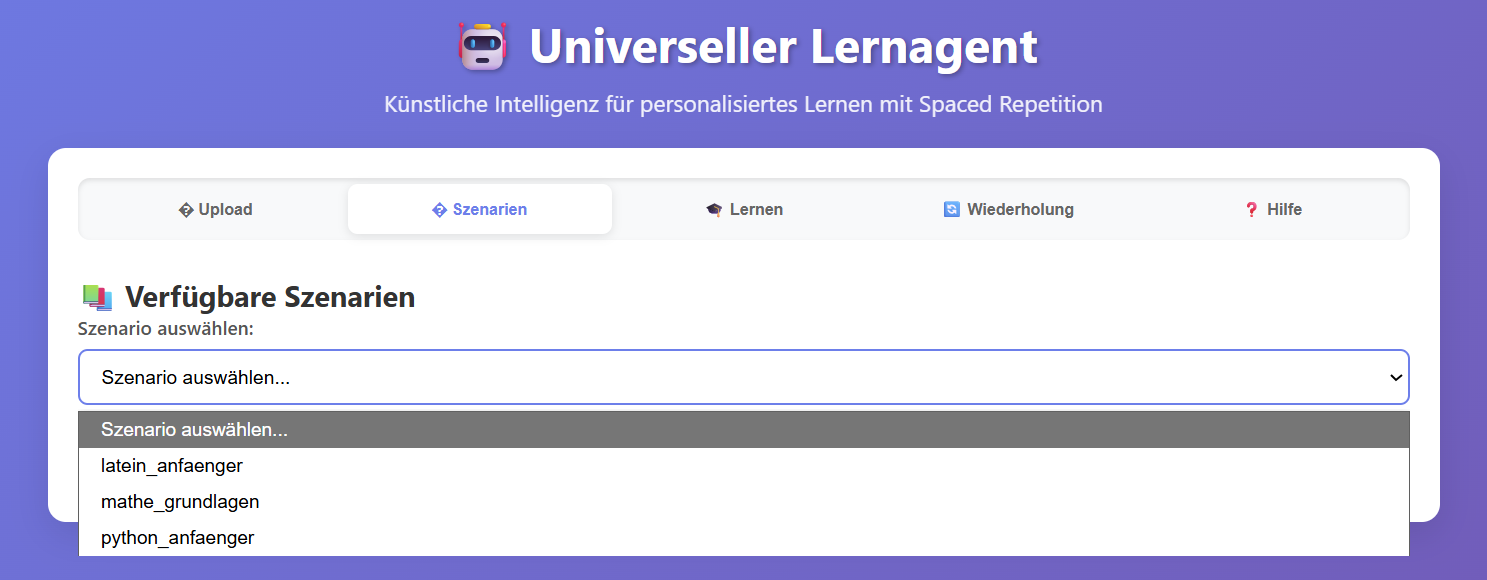 Universeller Lernagent
Künstliche Intelligenz für personalisiertes Lernen mit Spaced Repetition
� Upload
� Szenarien
Lernen
Wiederholung
❓ Hilfe
Verfügbare Szenarien
Szenario auswählen:
Szenario auswählen...
Szenario auswählen...
latein_anfaenger
mathe_grundlagen
python_anfaenger